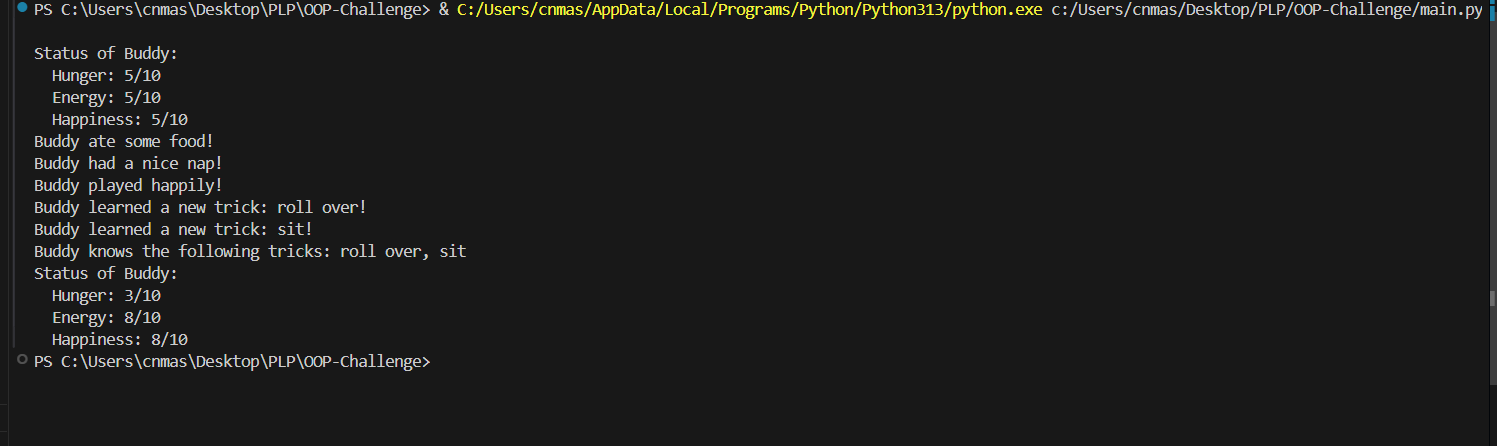 PS C:\Users\cnmas\Desktop\PLP\OOP-Challenge> & C:/Users/cnmas/AppData/Local/Programs/Python/Python313/python.exe c:/Users/cnmas/Desktop/PLP/OOP-Challenge/main.py
Status of Buddy:
  Hunger: 5/10
  Energy: 5/10
  Happiness: 5/10
Buddy ate some food!
Buddy had a nice nap!
Buddy played happily!
Buddy learned a new trick: roll over!
Buddy learned a new trick: sit!
Buddy knows the following tricks: roll over, sit
Status of Buddy:
  Hunger: 3/10
  Energy: 8/10
  Happiness: 8/10
PS C:\Users\cnmas\Desktop\PLP\OOP-Challenge>